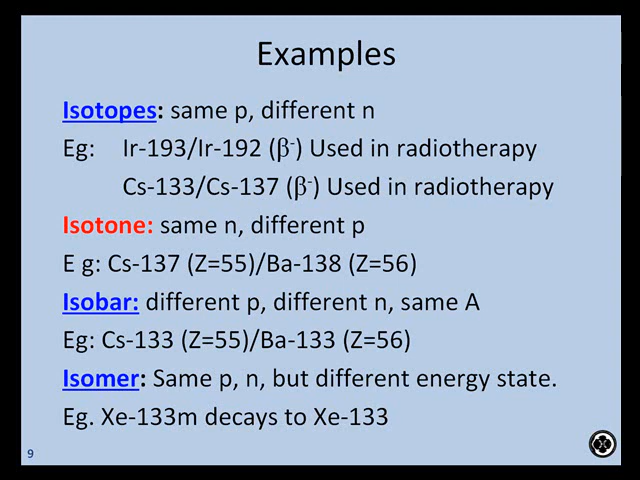 Examples
Isotopes: same p, different n
Eg: Ir-193/Ir-192 (β-) Used in radiotherapy
Cs-133/Cs-137 (β-) Used in radiotherapy
Isotone: same n, different p
E g: Cs-137 (Z=55)/Ba-138 (Z=56)
Isobar: different p, different n, same A
Eg: Cs-133 (Z=55)/Ba-133 (Z=56)
Isomer: Same p, n, but different energy state.
Eg. Xe-133m decays to Xe-133
9